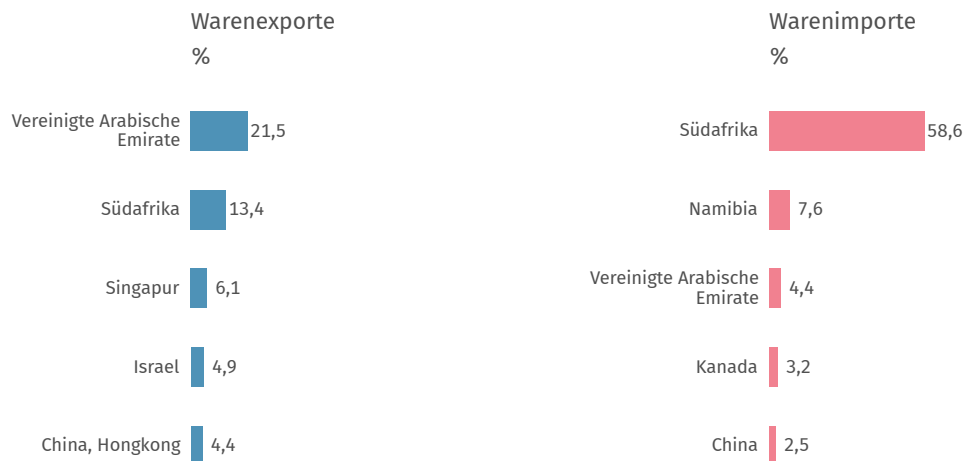 Warenexporte
%
Vereinigte Arabische
Emirate
21,5
Südafrika
13,4
Singapur
6,1
Israel
4,9
China, Hongkong
4,4
Warenimporte
%
Südafrika
58,6
Namibia
7,6
Vereinigte Arabische
Emirate
4,4
Kanada
3,2
China
2,5